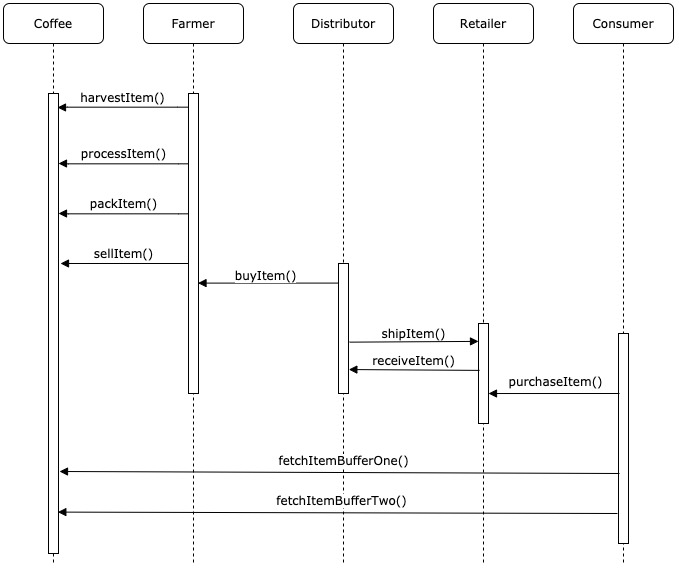 Coffee
Farmer
Distributor
Retailer
Consumer
harvestItem()
processItem()
packItem()
sellItem()
buyItem()
shipItem()
receiveItem()
purchaseItem()
fetchItemBufferOne()
fetchItemBufferTwo()